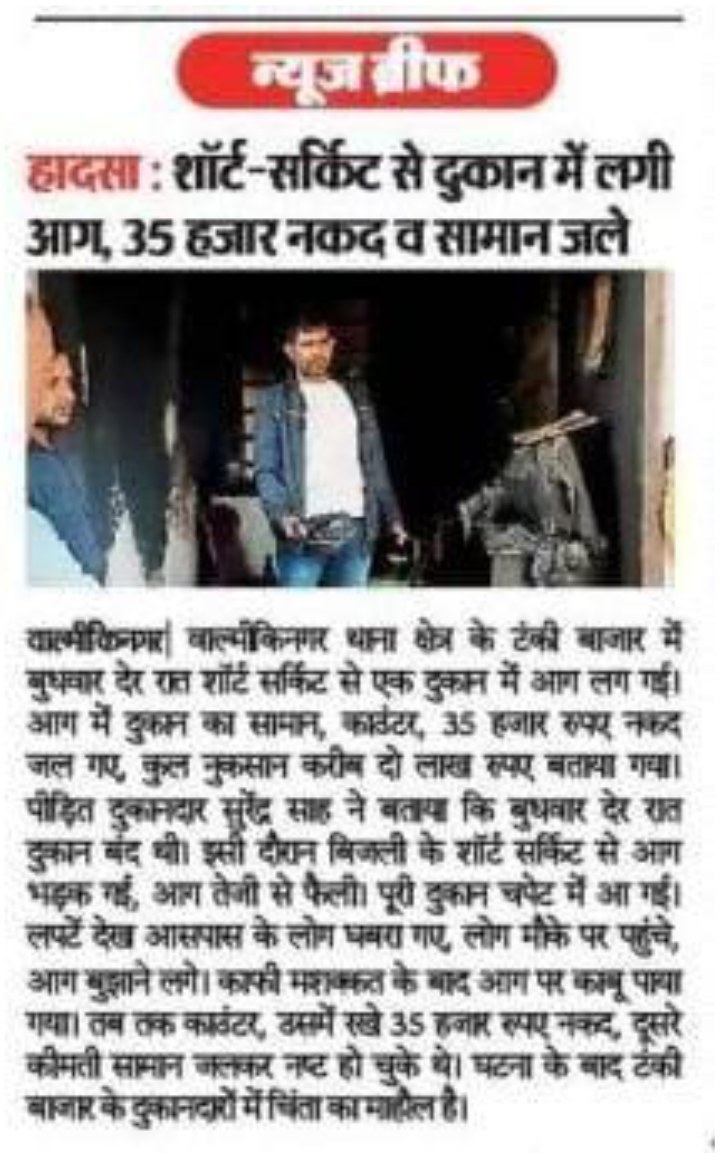 न्यूज ब्रीफ
हादसा : शॉर्ट-सर्किट से दुकान में लगी
आग, 35 हजार नकद व सामान जले
वाल्मीकिनगर| वाल्मीकिनगर थाना क्षेत्र के टंकी बाजार में
बुधवार देर रात शॉर्ट सर्किट से एक दुकान में आग लग गई।
आग में दुकान का सामान, काउंटर, 35 हजार रुपए नकद
जल गए, कुल नुकसान करीब दो लाख रुपए बताया गया।
पीड़ित दुकानदार सुरेंद्र साह ने बताया कि बुधवार देर रात
दुकान बंद थी। इसी दौरान बिजली के शॉर्ट सर्किट से आग
भड़क गई, आग तेजी से फैली। पूरी दुकान चपेट में आ गई।
लपटें देख आसपास के लोग घबरा गए, लोग मौके पर पहुंचे,
आग बुझाने लगे। काफी मशक्कत के बाद आग पर काबू पाया
गया। तब तक काउंटर, उसमें रखे 35 हजार रुपए नकद, दूसरे
कीमती सामान जलकर नष्ट हो चुके थे। घटना के बाद टंकी
बाजार के दुकानदारों में चिंता का माहौल है।